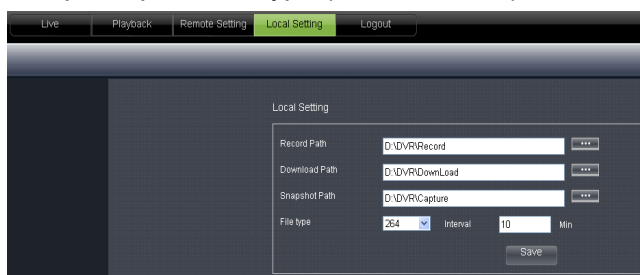 Live Playback Remote Setting Local Setting Logout
Local Setting
Record Path D:\DVR\Record ...
Download Path D:\DVR\DownLoad ...
Snapshot Path D:\DVR\Capture ...
File type 264 Interval 10 Min
Save